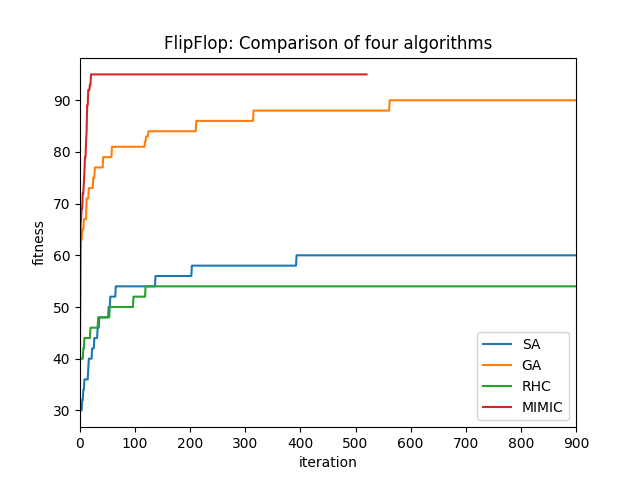 FlipFlop: Comparison of four algorithms
fitness
90
80
70
60
50
40
30
0 100 200 300 400 500 600 700 800 900
iteration
SA
GA
RHC
MIMIC